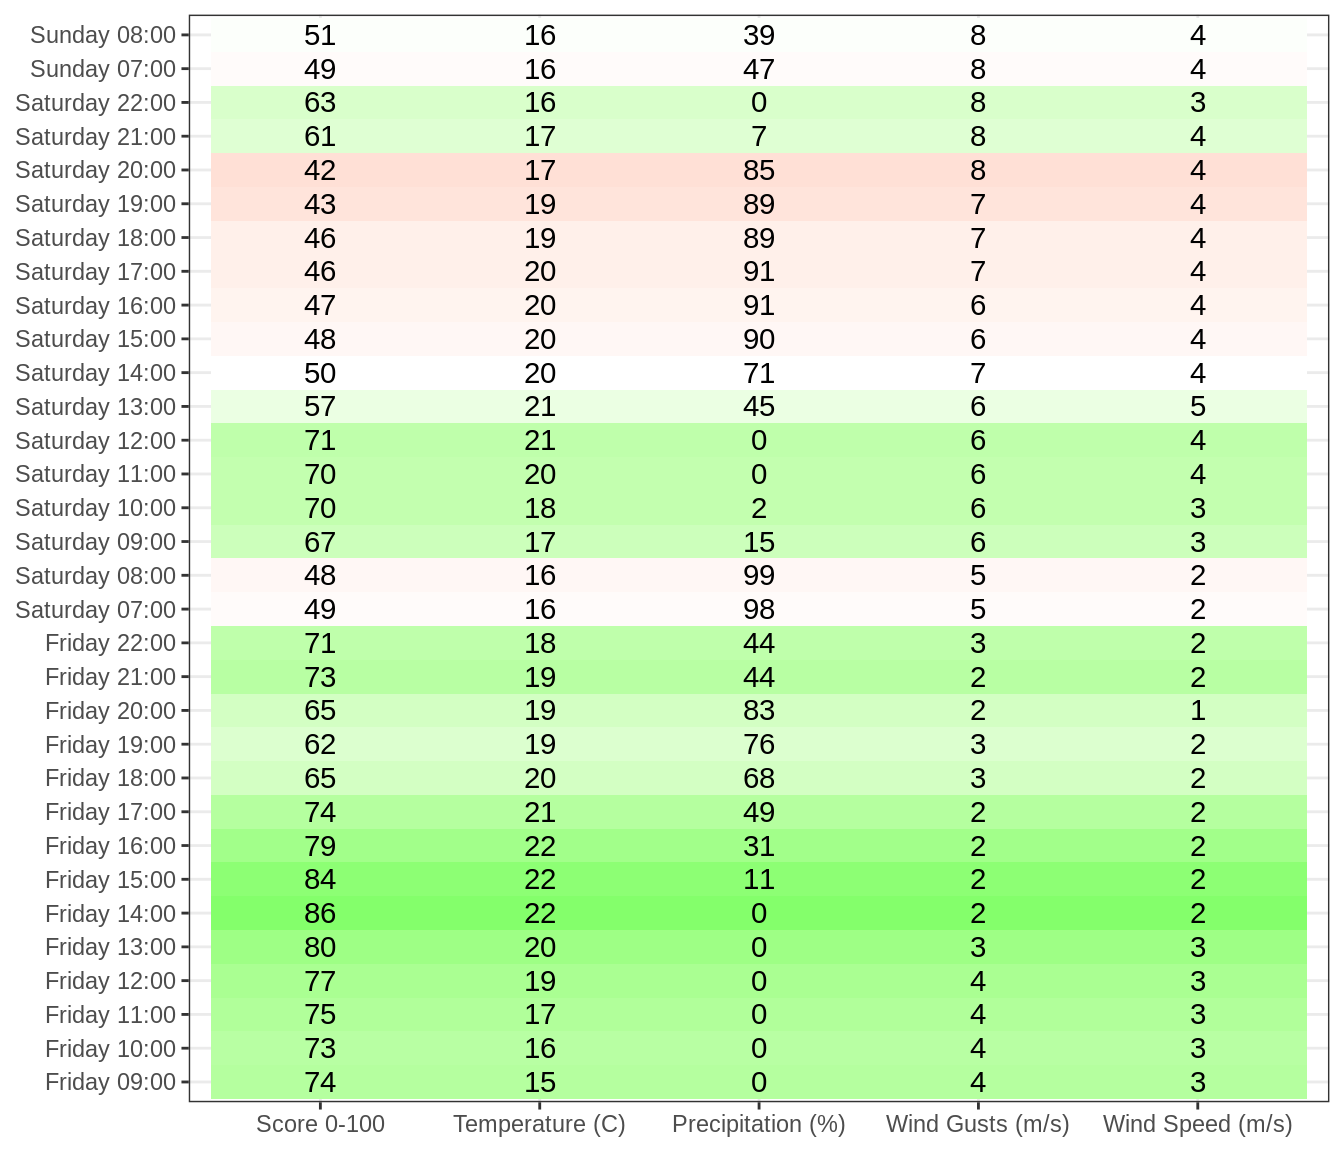 Sunday 08:00 51 16 39 8 4
Sunday 07:00 49 16 47 8 4
Saturday 22:00 63 16 0 8 3
Saturday 21:00 61 17 7 8 4
Saturday 20:00 42 17 85 8 4
Saturday 19:00 43 19 89 7 4
Saturday 18:00 46 19 89 7 4
Saturday 17:00 46 20 91 7 4
Saturday 16:00 47 20 91 6 4
Saturday 15:00 48 20 90 6 4
Saturday 14:00 50 20 71 7 4
Saturday 13:00 57 21 45 6 5
Saturday 12:00 71 21 0 6 4
Saturday 11:00 70 20 0 6 4
Saturday 10:00 70 18 2 6 3
Saturday 09:00 67 17 15 6 3
Saturday 08:00 48 16 99 5 2
Saturday 07:00 49 16 98 5 2
Friday 22:00 71 18 44 3 2
Friday 21:00 73 19 44 2 2
Friday 20:00 65 19 83 2 1
Friday 19:00 62 19 76 3 2
Friday 18:00 65 20 68 3 2
Friday 17:00 74 21 49 2 2
Friday 16:00 79 22 31 2 2
Friday 15:00 84 22 11 2 2
Friday 14:00 86 22 0 2 2
Friday 13:00 80 20 0 3 3
Friday 12:00 77 19 0 4 3
Friday 11:00 75 17 0 4 3
Friday 10:00 73 16 0 4 3
Friday 09:00 74 15 0 4 3
Score 0-100 Temperature (C) Precipitation (%) Wind Gusts (m/s) Wind Speed (m/s)